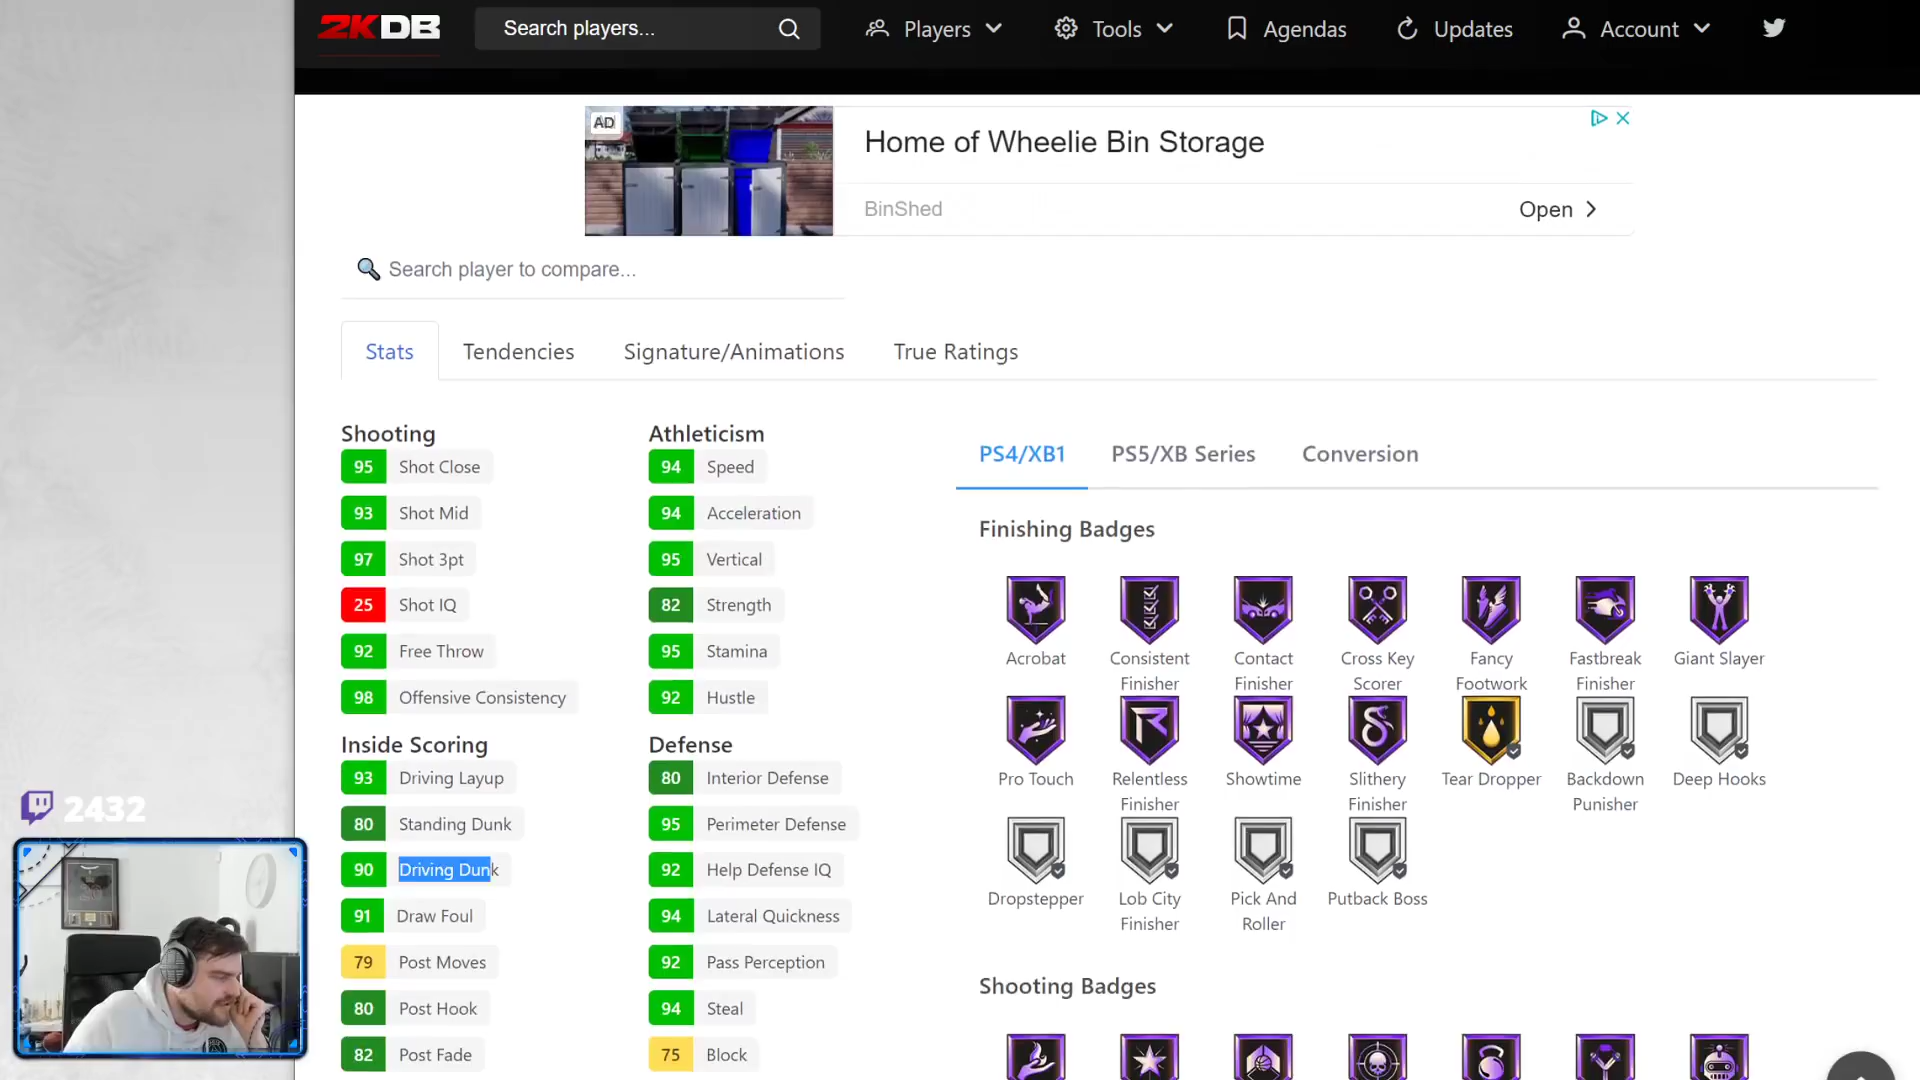 2KDB
Search players...
Players
Tools
Agendas
Updates
Account
AD
Home of Wheelie Bin Storage
BinShed
Open
Search player to compare...
Stats
Tendencies
Signature/Animations
True Ratings
Shooting
95 Shot Close
93 Shot Mid
97 Shot 3pt
25 Shot IQ
92 Free Throw
98 Offensive Consistency
Inside Scoring
93 Driving Layup
80 Standing Dunk
90 Driving Dunk
91 Draw Foul
79 Post Moves
80 Post Hook
82 Post Fade
Athleticism
94 Speed
94 Acceleration
95 Vertical
82 Strength
95 Stamina
92 Hustle
Defense
80 Interior Defense
95 Perimeter Defense
92 Help Defense IQ
94 Lateral Quickness
92 Pass Perception
94 Steal
75 Block
PS4/XB1
PS5/XB Series
Conversion
Finishing Badges
Acrobat
Consistent
Finisher
Contact
Finisher
Cross Key
Scorer
Fancy
Footwork
Fastbreak
Finisher
Giant Slayer
Pro Touch
Relentless
Finisher
Showtime
Slithery
Finisher
Tear Dropper
Backdown
Punisher
Deep Hooks
Dropstepper
Lob City
Finisher
Pick And
Roller
Putback Boss
Shooting Badges
2432